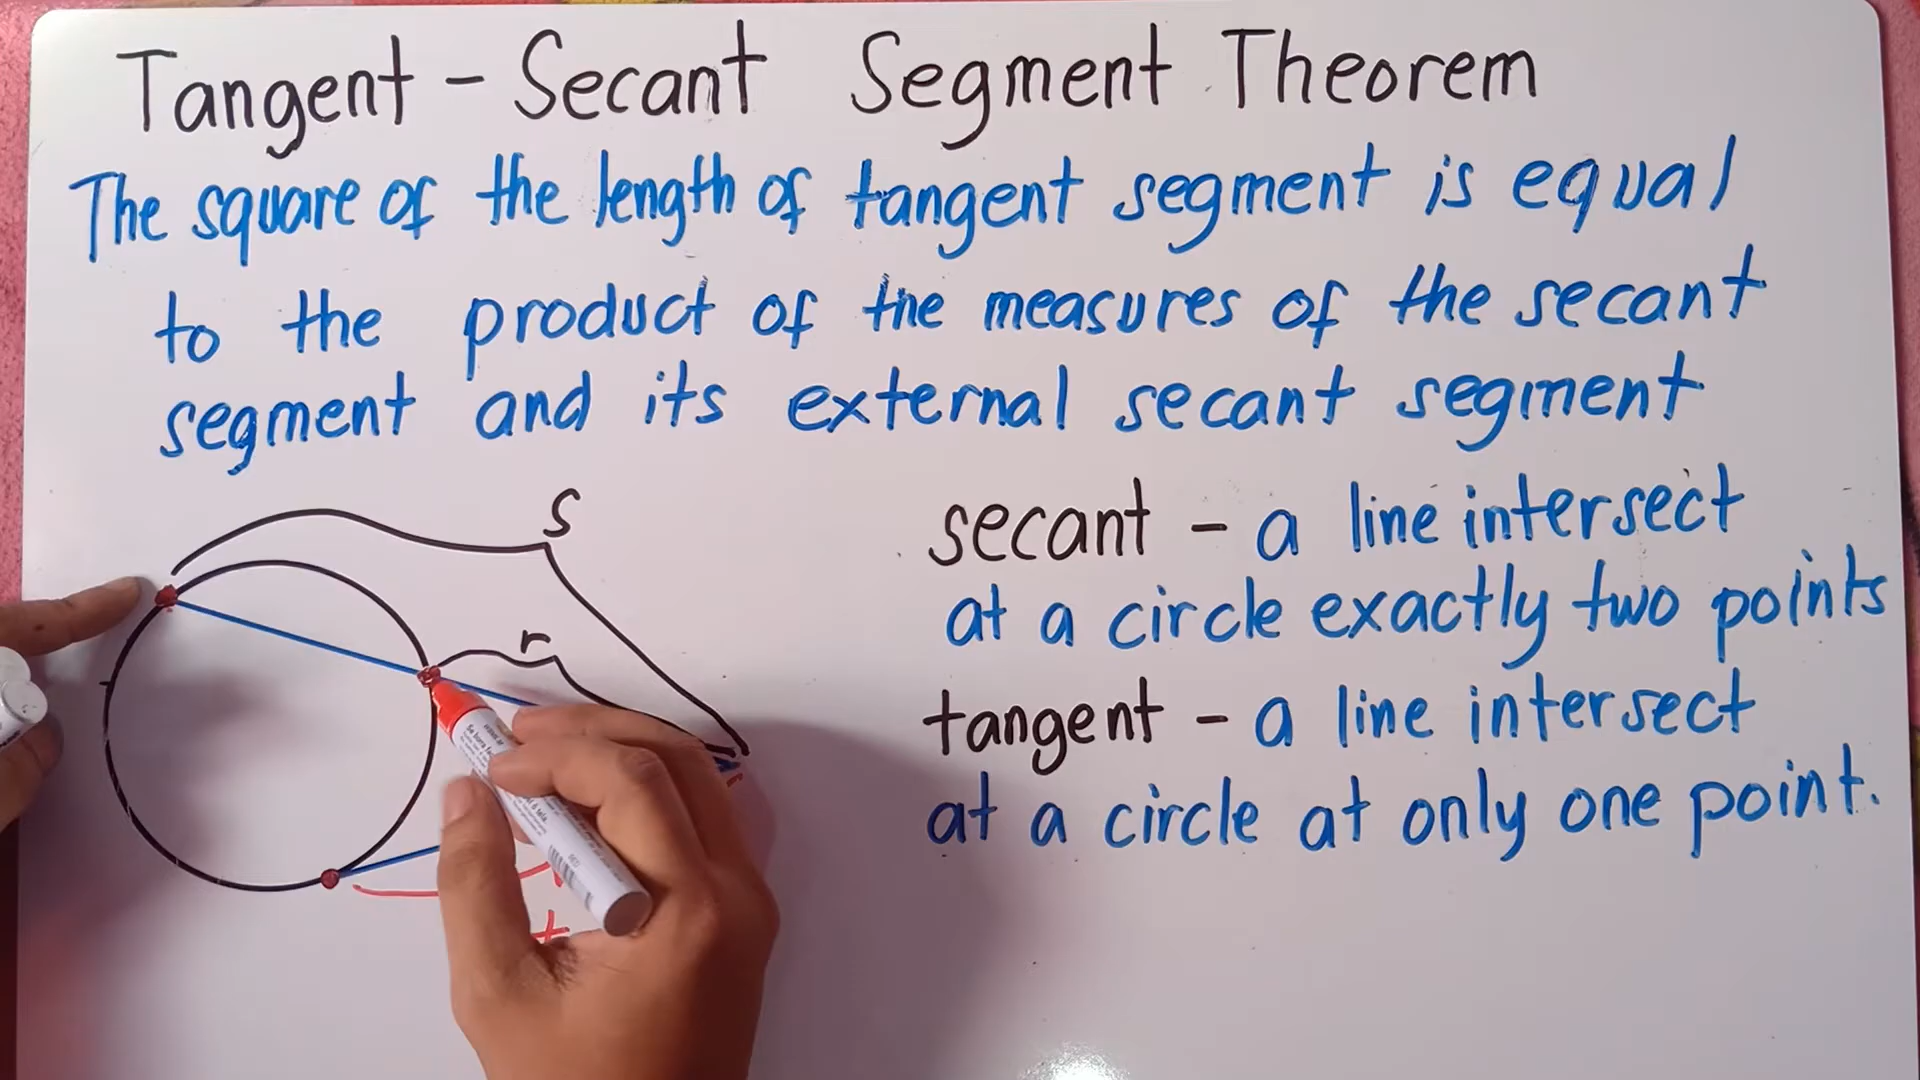 Tangent - Secant Segment Theorem
The square of the length of tangent segment is equal
to the product of the measures of the secant
segment and its external secant segment
S
secant - a line intersect
at a circle exactly two points
r
tangent - a line intersect
at a circle at only one point.